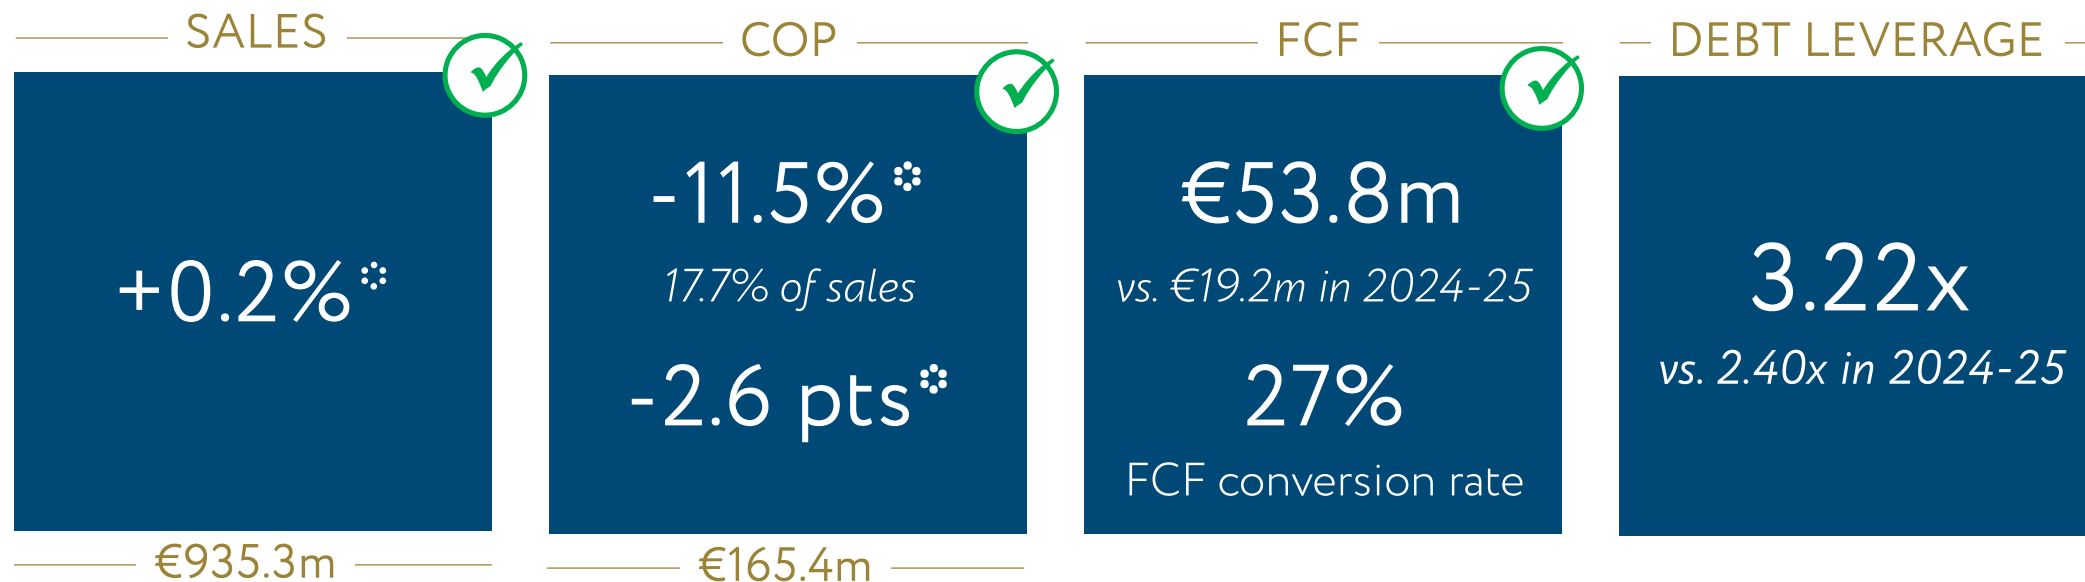 SALES
+0.2%*
€935.3m
COP
-11.5%*
17.7% of sales
-2.6 pts*
€165.4m
FCF
€53.8m
vs. €19.2m in 2024-25
27%
FCF conversion rate
DEBT LEVERAGE
3.22x
vs. 2.40x in 2024-25